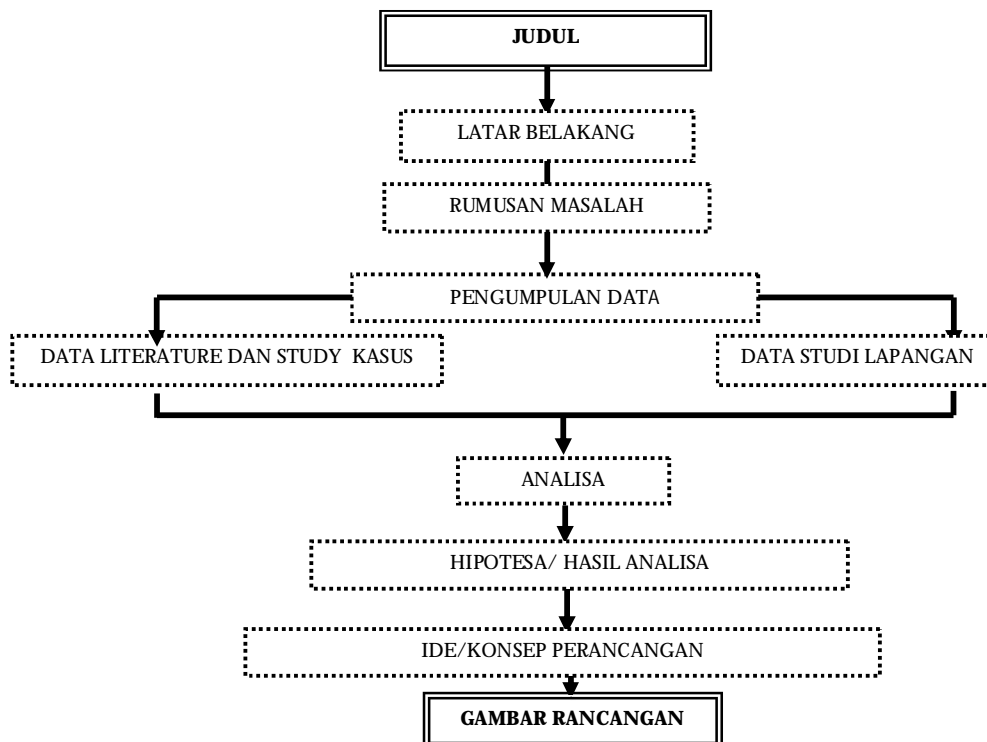 JUDUL
LATAR BELAKANG
RUMUSAN MASALAH
PENGUMPULAN DATA
DATA LITERATURE DAN STUDY KASUS
DATA STUDI LAPANGAN
ANALISA
HIPOTESA/ HASIL ANALISA
IDE/KONSEP PERANCANGAN
GAMBAR RANCANGAN